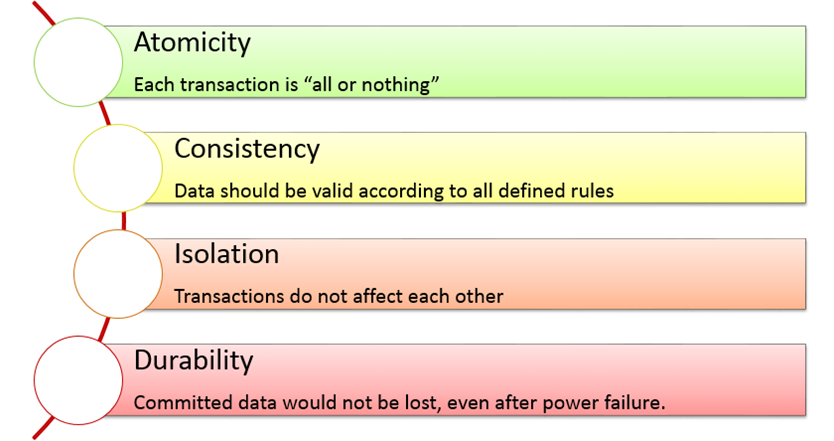 Atomicity
Each transaction is “all or nothing”
Consistency
Data should be valid according to all defined rules
Isolation
Transactions do not affect each other
Durability
Committed data would not be lost, even after power failure.